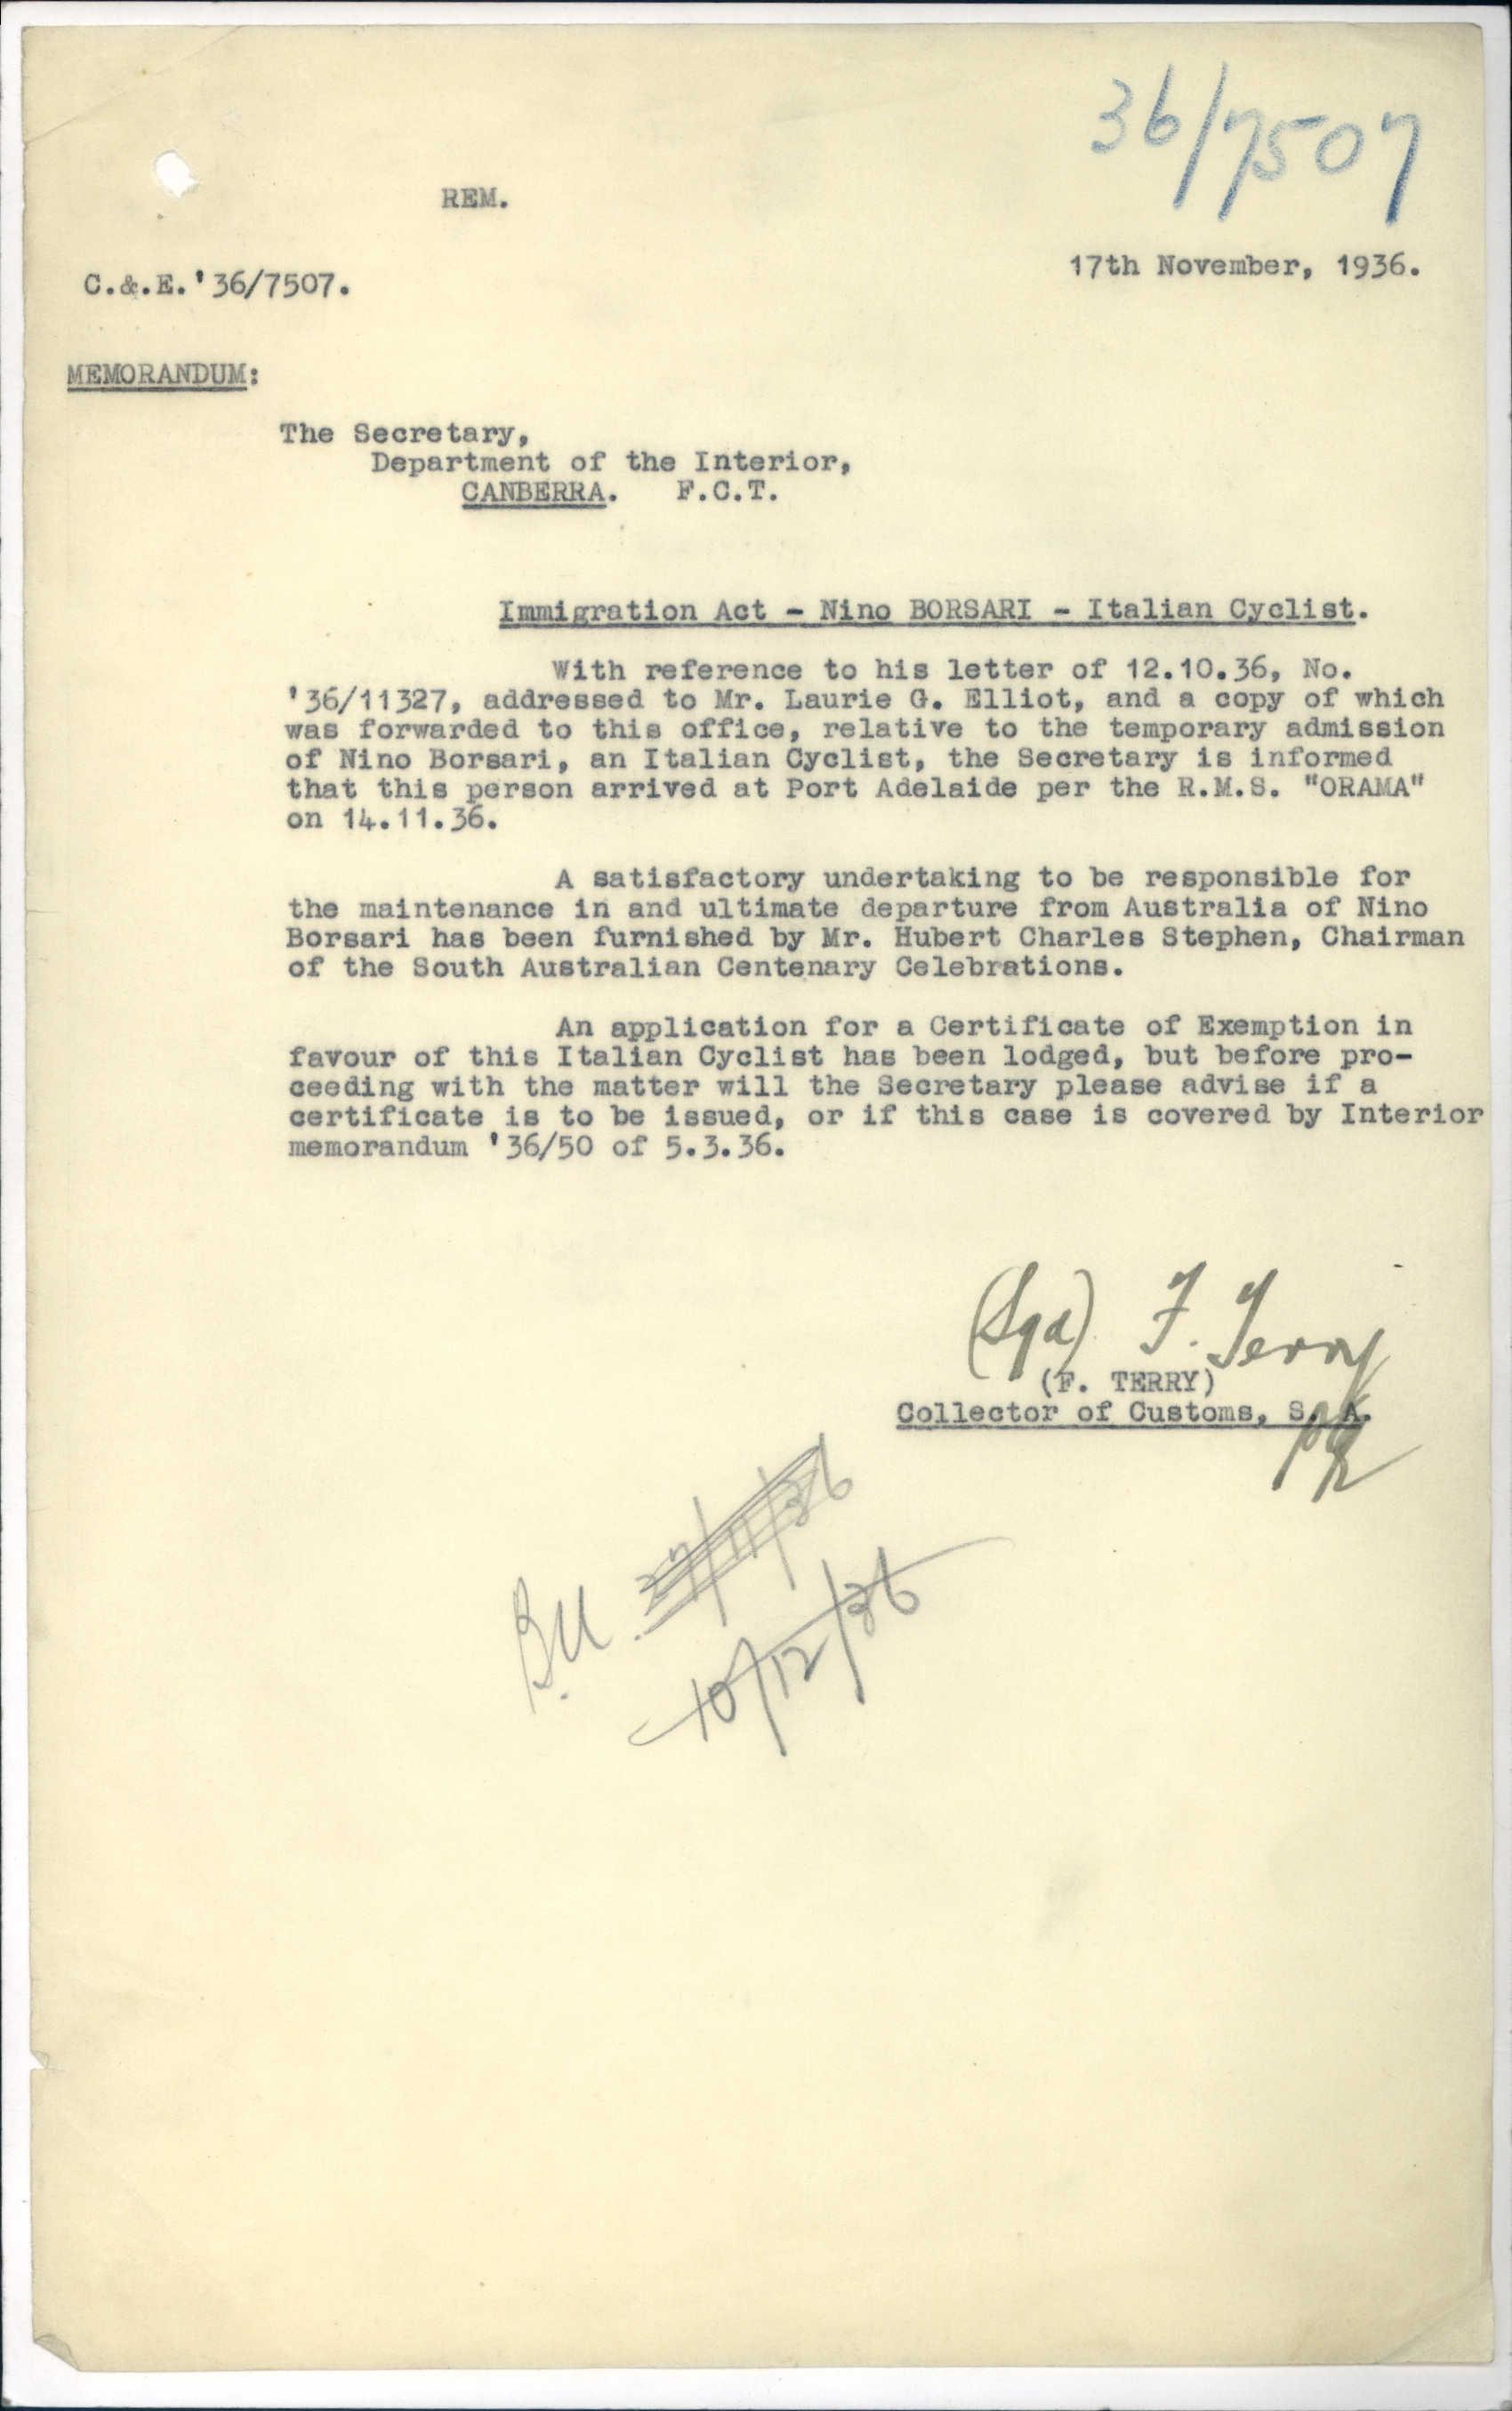 36/7507
REM.
17th November, 1936.
C.&.E.'36/7507.
MEMORANDUM:
The Secretary,
Department of the Interior,
CANBERRA. F.C.T.
Immigration Act - Nino BORSARI - Italian Cyclist.
With reference to his letter of 12.10.36, No.
'36/11327, addressed to Mr. Laurie G. Elliot, and a copy of which
was forwarded to this office, relative to the temporary admission
of Nino Borsari, an Italian Cyclist, the Secretary is informed
that this person arrived at Port Adelaide per the R.M.S. "ORAMA"
on 14.11.36.
A satisfactory undertaking to be responsible for
the maintenance in and ultimate departure from Australia of Nino
Borsari has been furnished by Mr. Hubert Charles Stephen, Chairman
of the South Australian Centenary Celebrations.
An application for a Certificate of Exemption in
favour of this Italian Cyclist has been lodged, but before pro-
ceeding with the matter will the Secretary please advise if a
certificate is to be issued, or if this case is covered by Interior
memorandum '36/50 of 5.3.36.
(Sgd) F. Terry
(F. TERRY)
Collector of Customs, S. A.
B.U. 27/11/36
10/12/36